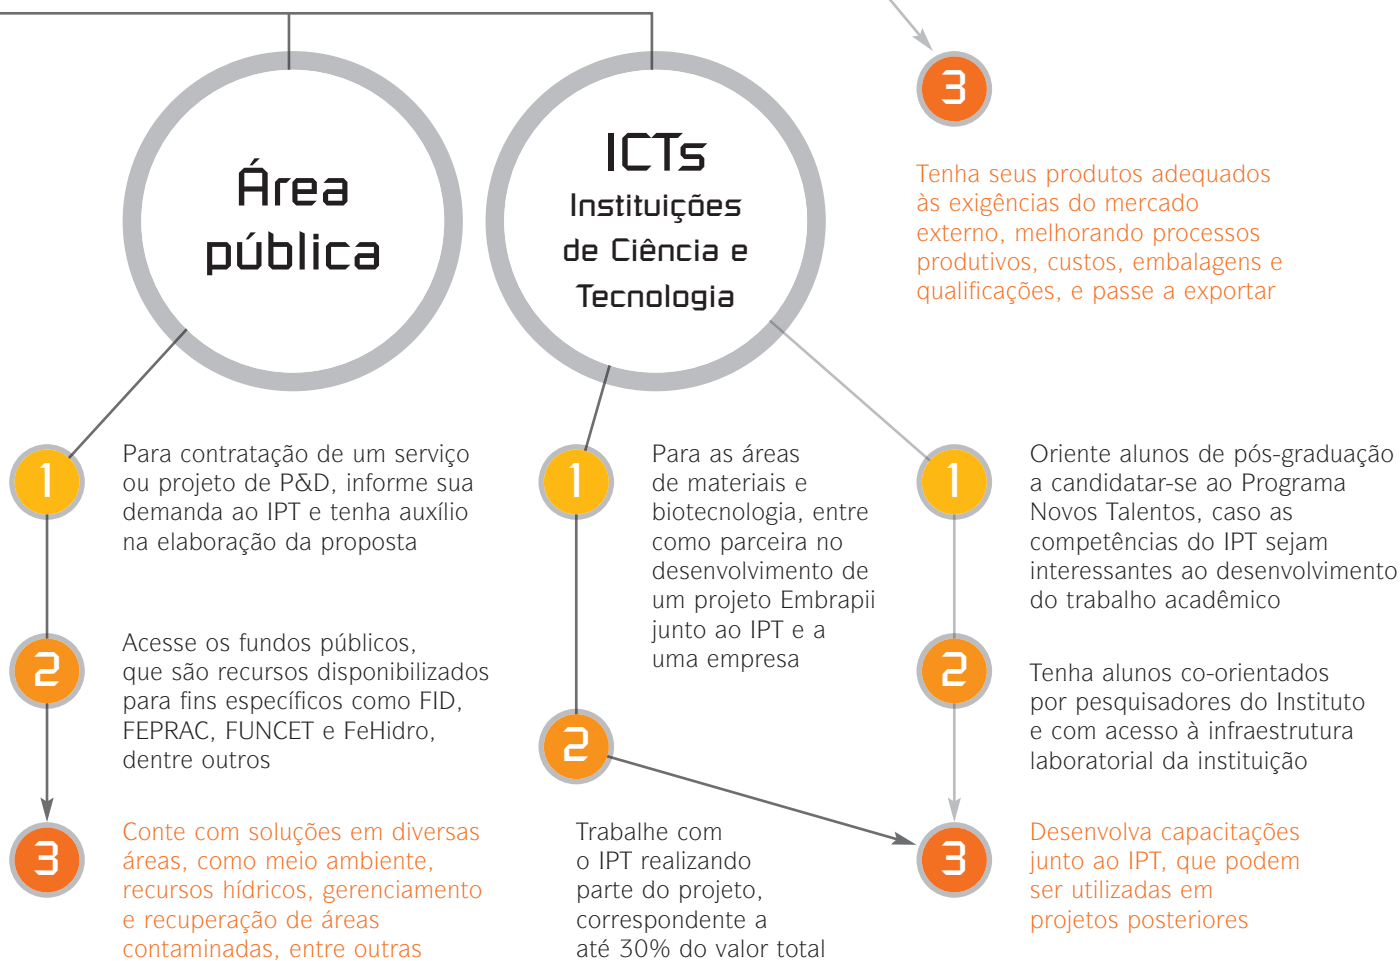 Área
pública
ICTs
Instituições
de Ciência e
Tecnologia
3
Tenha seus produtos adequados
às exigências do mercado
externo, melhorando processos
produtivos, custos, embalagens e
qualificações, e passe a exportar
1
Para contratação de um serviço
ou projeto de P&D, informe sua
demanda ao IPT e tenha auxílio
na elaboração da proposta
2
Acesse os fundos públicos,
que são recursos disponibilizados
para fins específicos como FID,
FEPRAC, FUNCET e FeHidro,
dentre outros
3
Conte com soluções em diversas
áreas, como meio ambiente,
recursos hídricos, gerenciamento
e recuperação de áreas
contaminadas, entre outras
1
Para as áreas
de materiais e
biotecnologia, entre
como parceira no
desenvolvimento de
um projeto Embrapii
junto ao IPT e a
uma empresa
2
Trabalhe com
o IPT realizando
parte do projeto,
correspondente a
até 30% do valor total
1
Oriente alunos de pós-graduação
a candidatar-se ao Programa
Novos Talentos, caso as
competências do IPT sejam
interessantes ao desenvolvimento
do trabalho acadêmico
2
Tenha alunos co-orientados
por pesquisadores do Instituto
e com acesso à infraestrutura
laboratorial da instituição
3
Desenvolva capacitações
junto ao IPT, que podem
ser utilizadas em
projetos posteriores